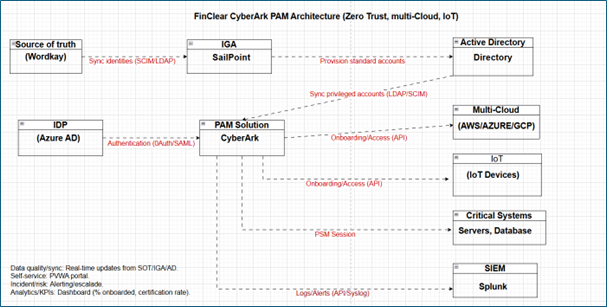 FinClear CyberArk PAM Architecture (Zero Trust, multi-Cloud, IoT)
Source of truth
(Wordkay)
Sync identities (SCIM/LDAP)
IGA
SailPoint
Provision standard accounts
Active Directory
Directory
Sync privileged accounts (LDAP/SCIM)
IDP
(Azure AD)
Authentication (0Auth/SAML)
PAM Solution
CyberArk
Onboarding/Access (API)
Multi-Cloud
(AWS/AZURE/GCP)
Onboarding/Access (API)
IoT
(IoT Devices)
PSM Session
Critical Systems
Servers, Database
Logs/Alerts (API/Syslog)
SIEM
Splunk
Data quality/sync: Real-time updates from SOT/IGA/AD.
Self-service: PVWA portal.
Incident/risk: Alerting/escalade.
Analytics/KPIs: Dashboard (% onboarded, certification rate).